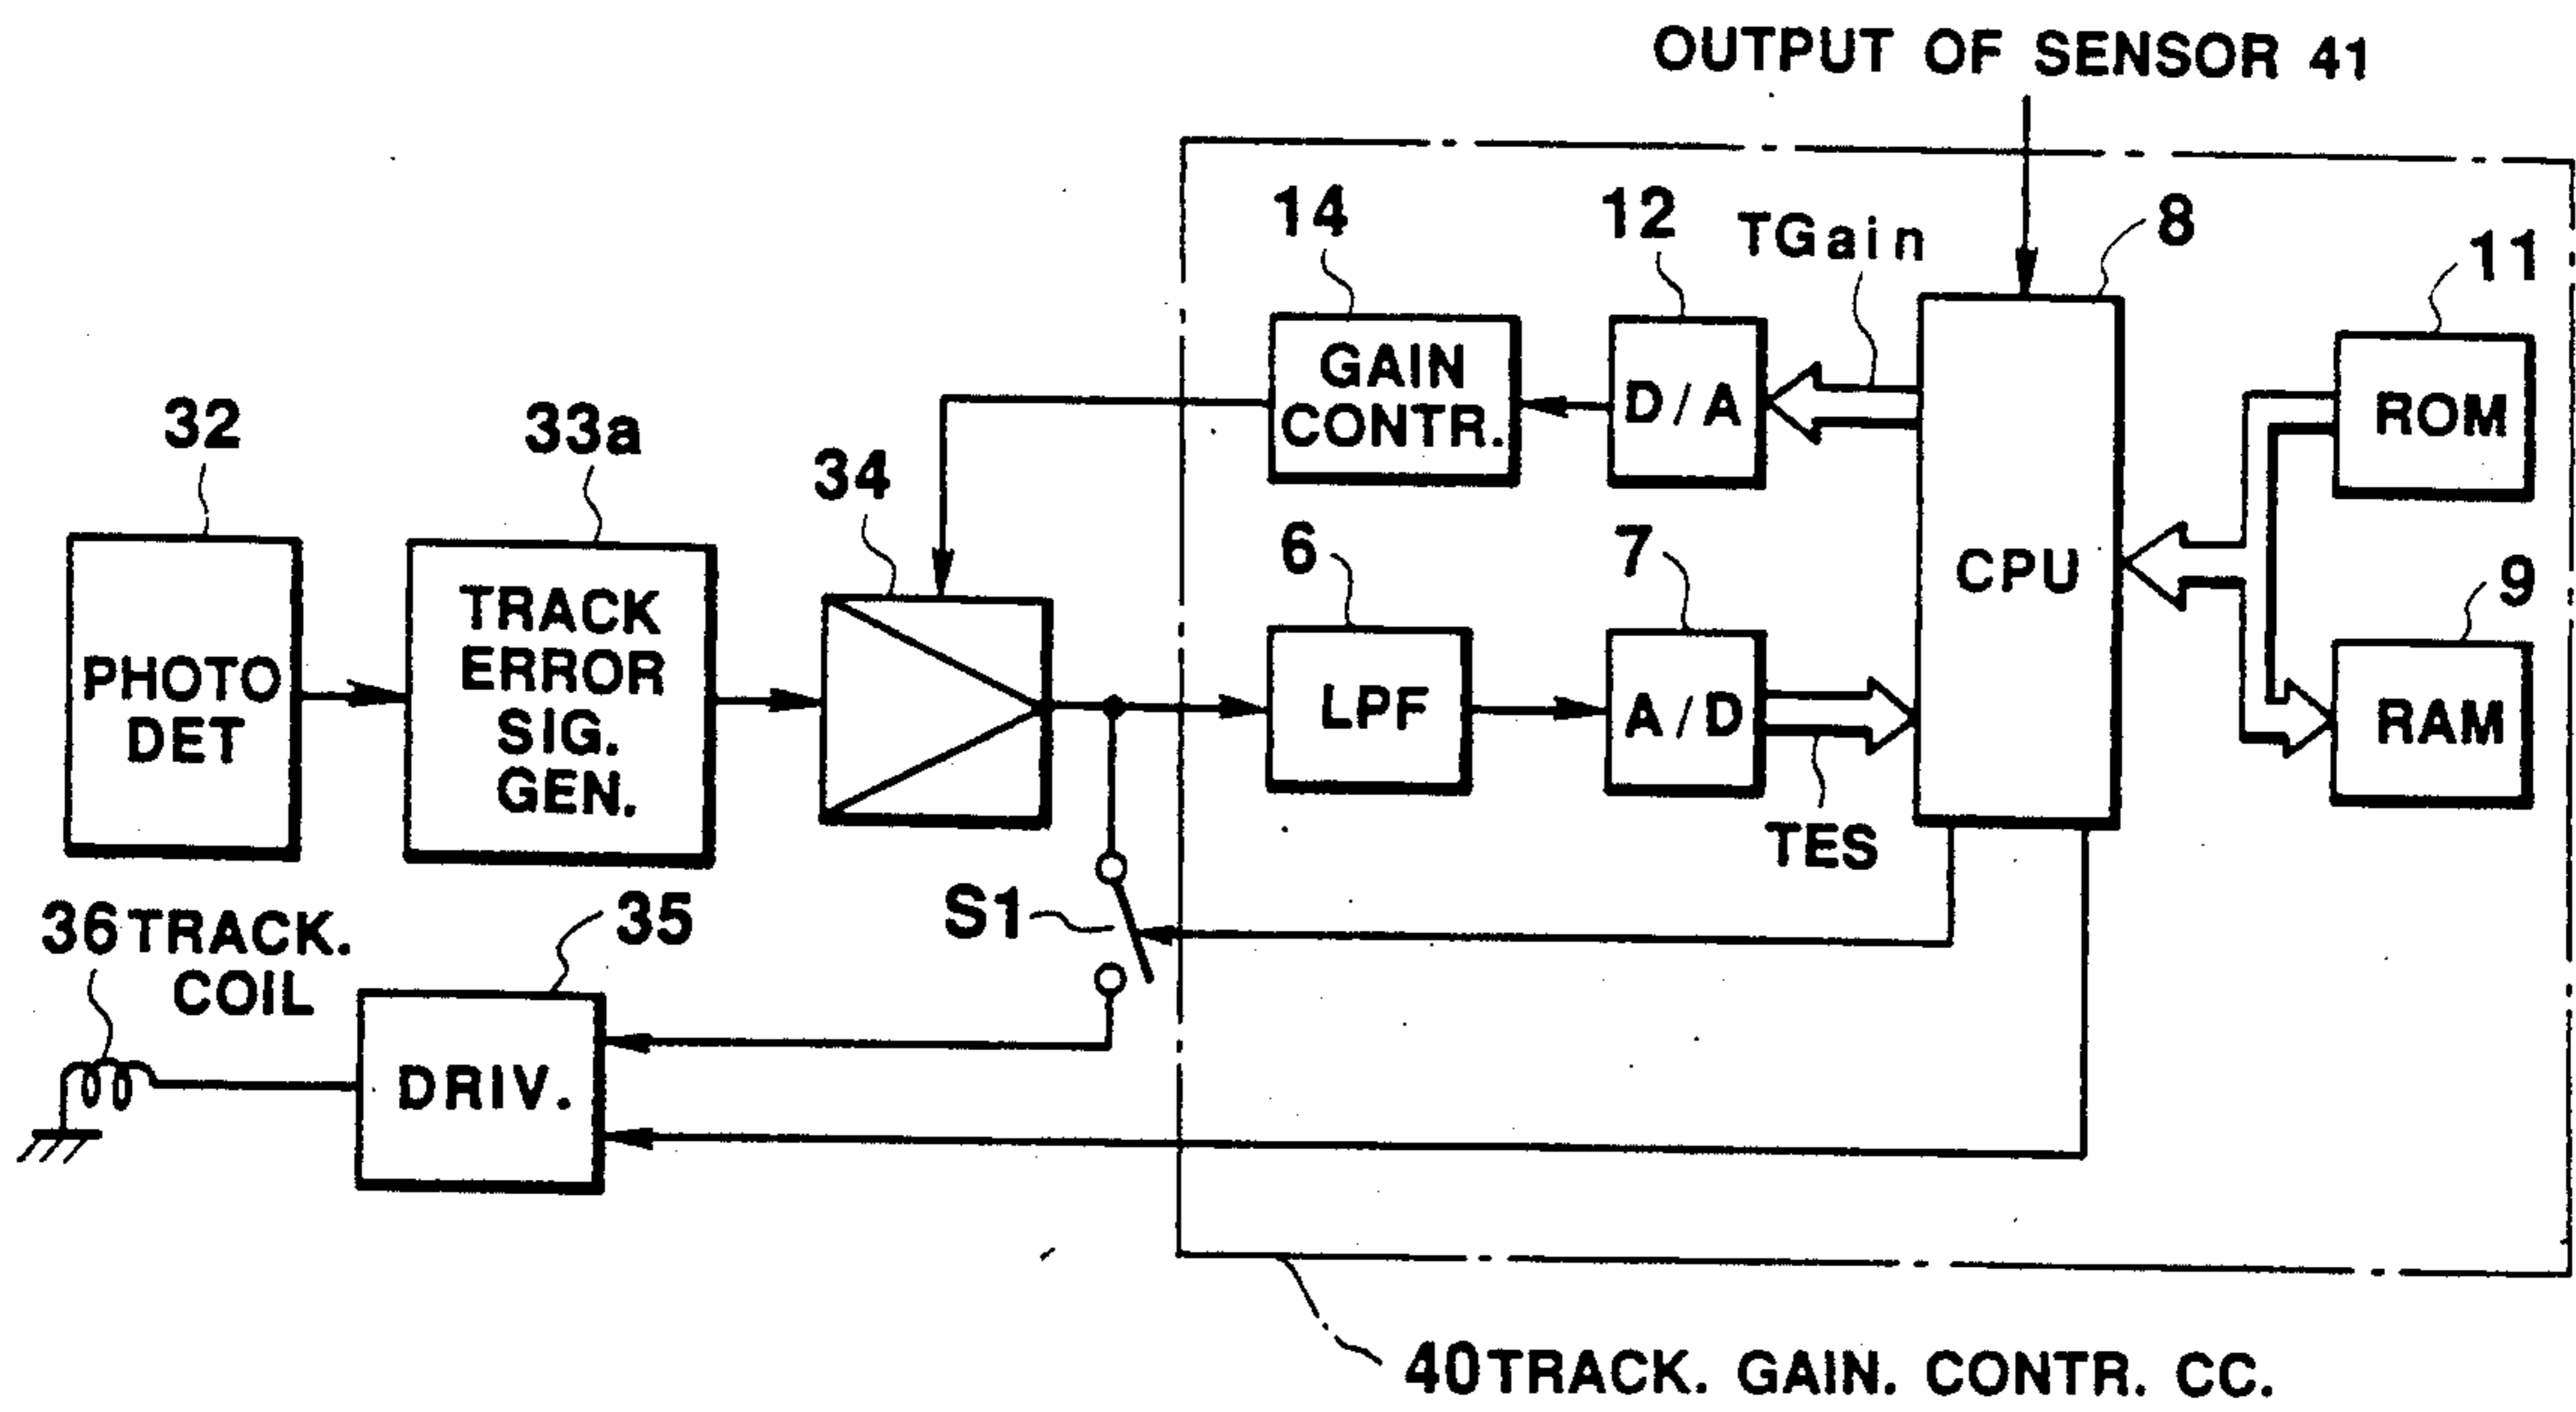 OUTPUT OF SENSOR 41
14
12
TGain
8
11
GAIN
CONTR.
D/A
ROM
32
33a
34
6
7
CPU
9
PHOTO
DET
TRACK
ERROR
SIG.
GEN.
LPF
A/D
RAM
TES
S1
36 TRACK.
COIL
35
DRIV.
40 TRACK. GAIN. CONTR. CC.